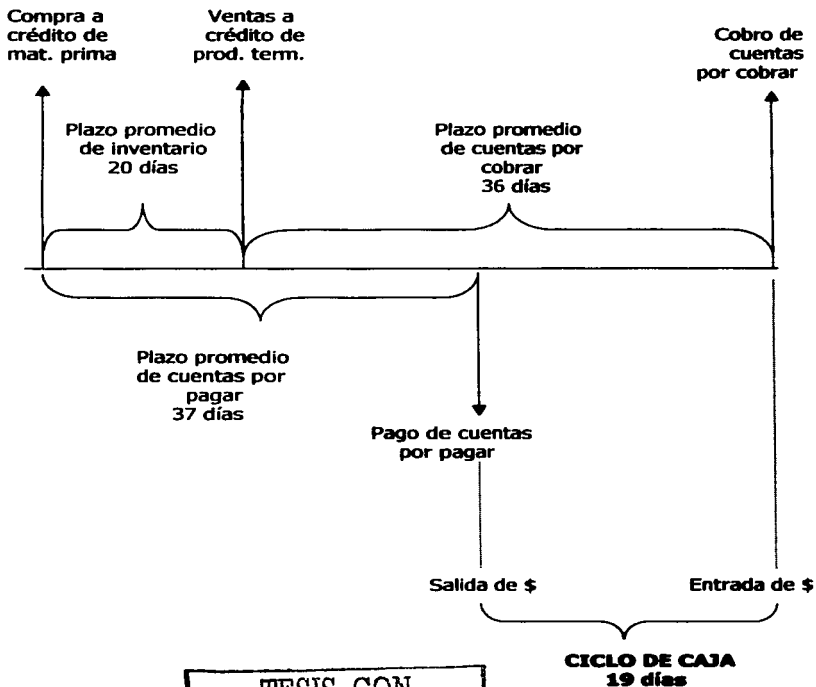 Compra a
crédito de
mat. prima
Ventas a
crédito de
prod. term.
Cobro de
cuentas
por cobrar
Plazo promedio
de inventario
20 días
Plazo promedio
de cuentas por
cobrar
36 días
Plazo promedio
de cuentas por
pagar
37 días
Pago de cuentas
por pagar
Salida de $
Entrada de $
CICLO DE CAJA
19 días
TESIS CON